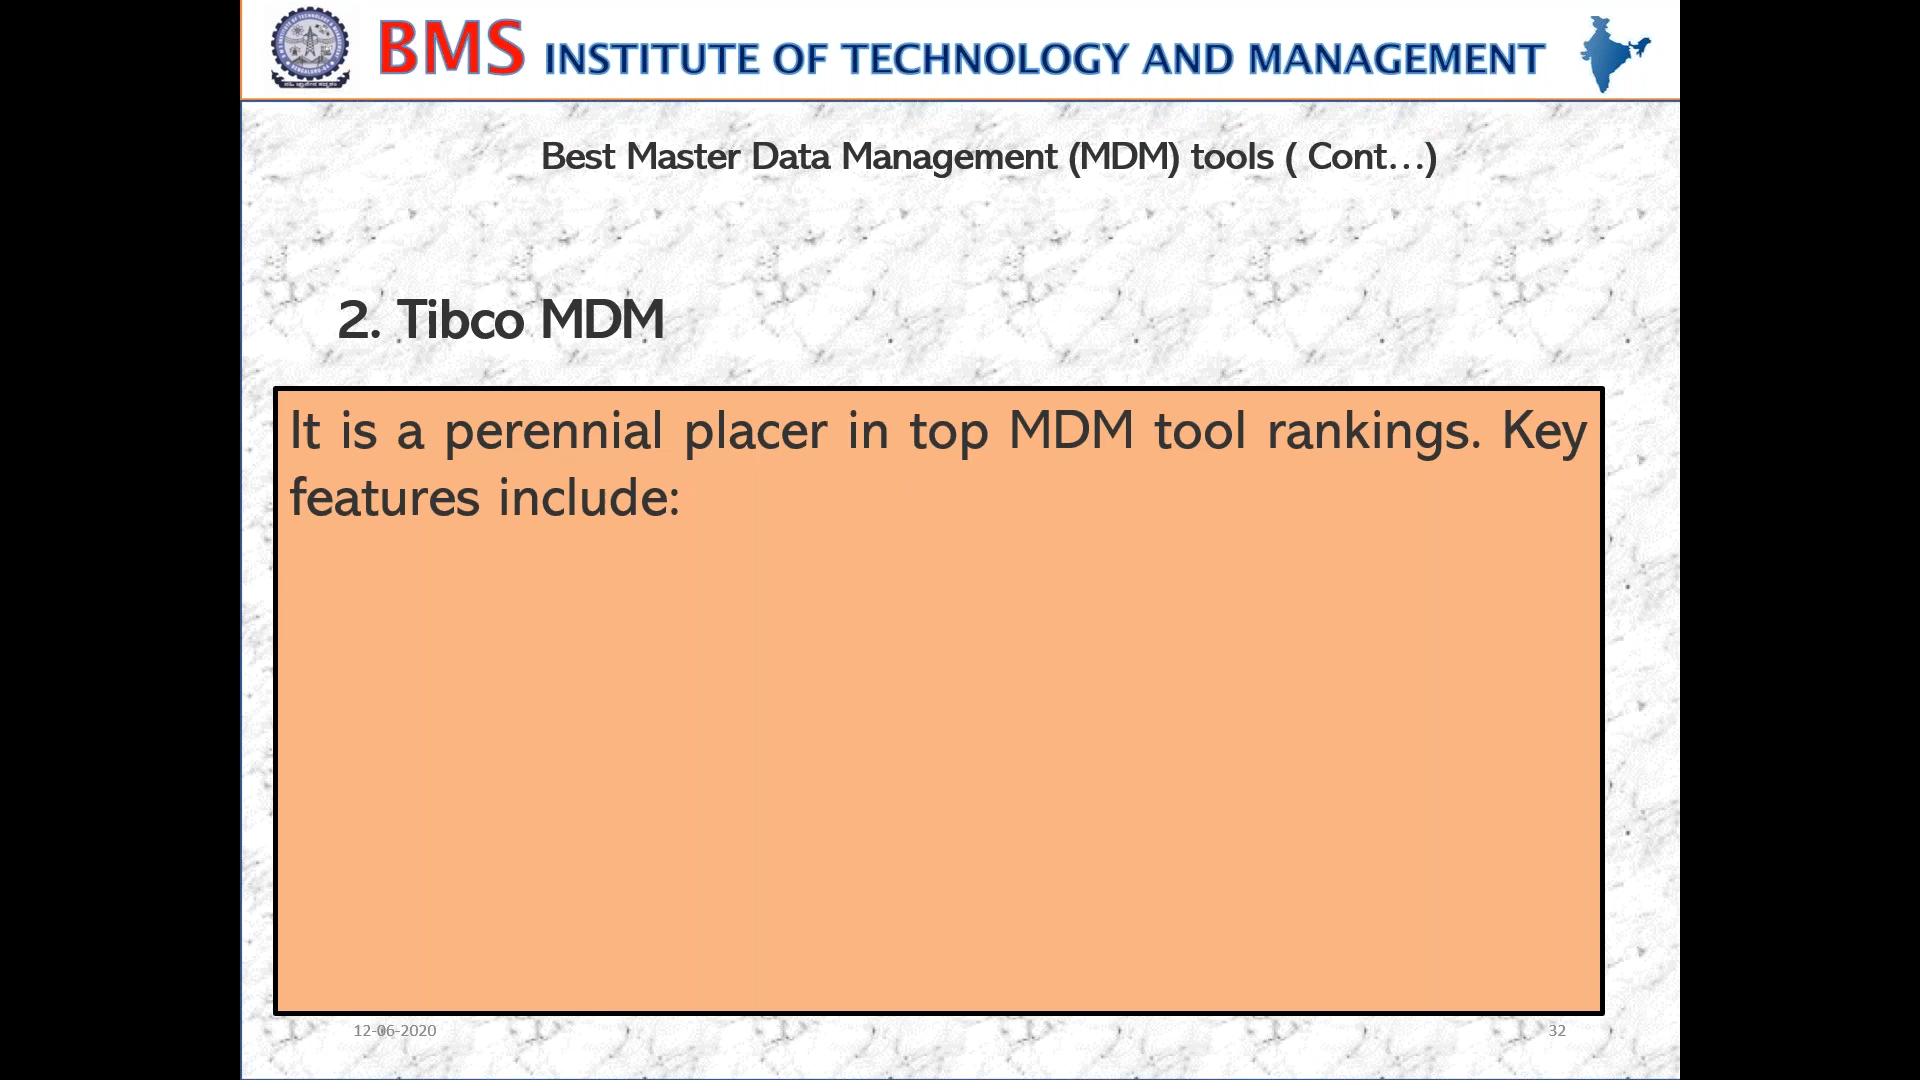 BMS INSTITUTE OF TECHNOLOGY AND MANAGEMENT
Best Master Data Management (MDM) tools ( Cont…)
2. Tibco MDM
It is a perennial placer in top MDM tool rankings. Key
features include:
12-06-2020
32